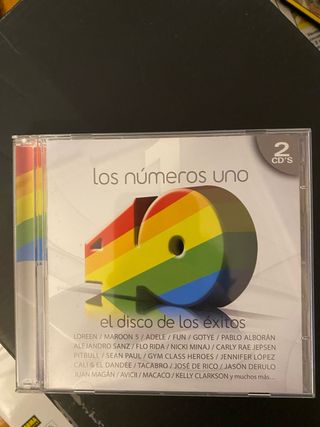 2
CD'S
1
los números uno
40
el disco de los éxitos
LOREEN / MAROON 5 / ADELE / FUN / GOTYE / PABLO ALBORÁN
ALEJANDRO SANZ / FLO RIDA / NICKI MINAJ / CARLY RAE JEPSEN
PITBULL / SEAN PAUL / GYM CLASS HEROES / JENNIFER LÓPEZ
CALI & EL DANDEE / TACABRO / JOSÉ DE RICO / JASON DERULO
JUAN MAGÁN / AVICII / MACACO / KELLY CLARKSON y muchos más...